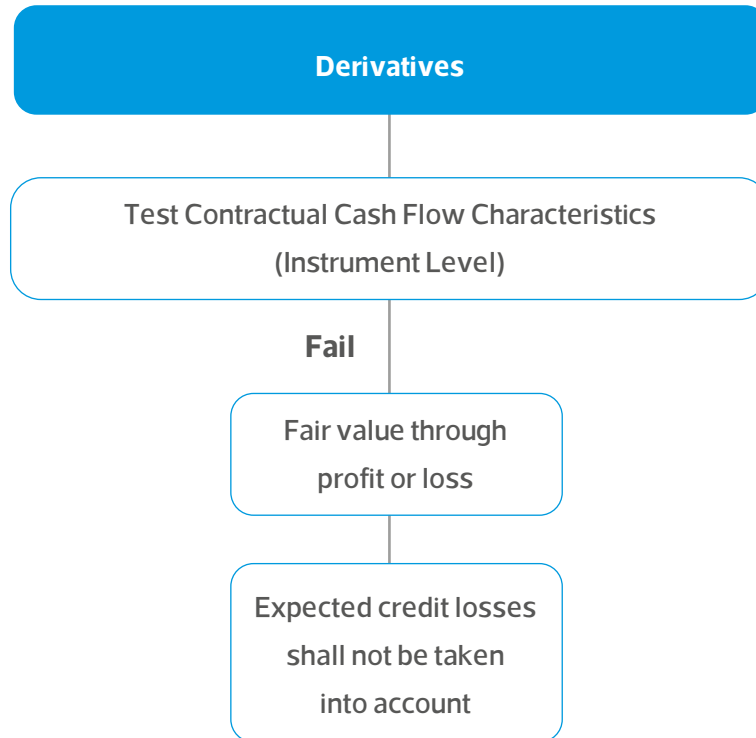 Derivatives
Test Contractual Cash Flow Characteristics
(Instrument Level)
Fail
Fair value through
profit or loss
Expected credit losses
shall not be taken
into account